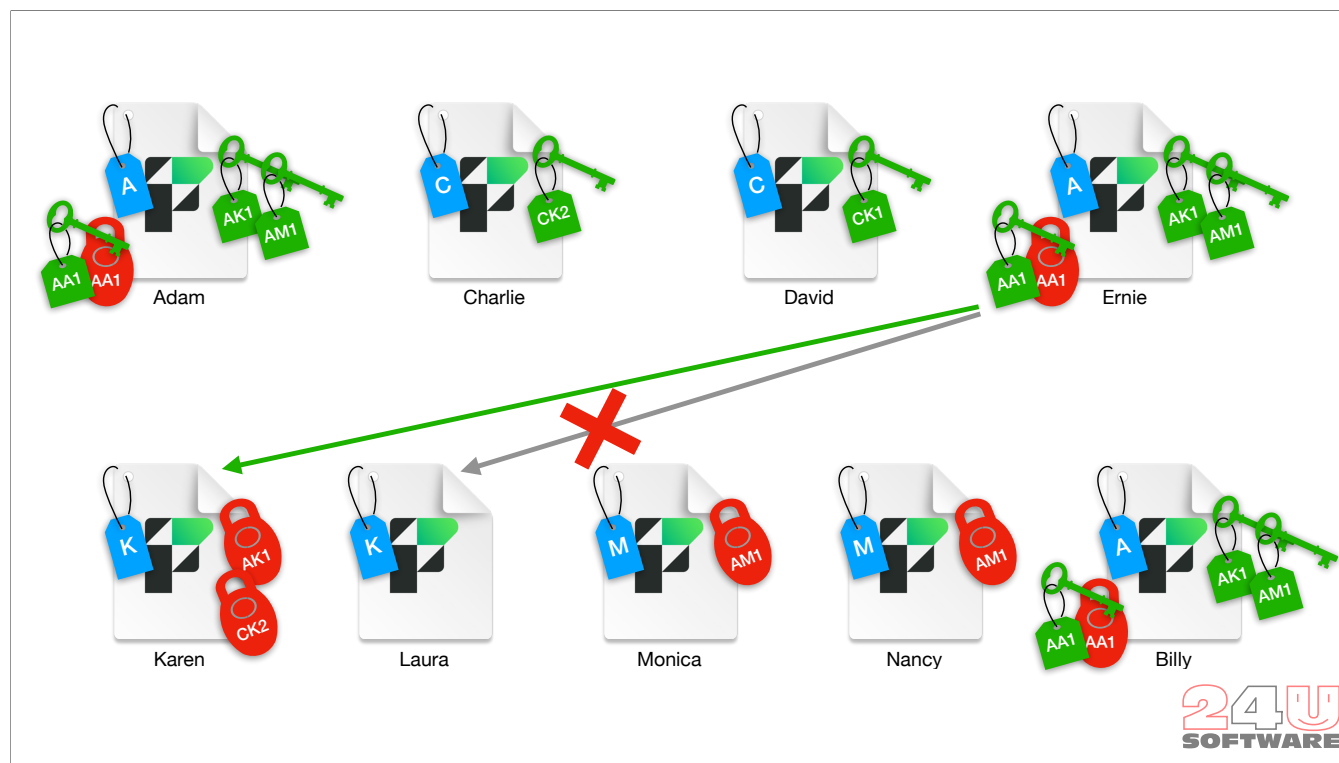 A
AK1
AM1
AA1
AA1
Adam
C
CK2
Charlie
C
CK1
David
A
AK1
AM1
AA1
AA1
Ernie
K
AK1
CK2
Karen
K
Laura
M
AM1
Monica
M
AM1
Nancy
A
AK1
AM1
AA1
AA1
Billy
24U
SOFTWARE